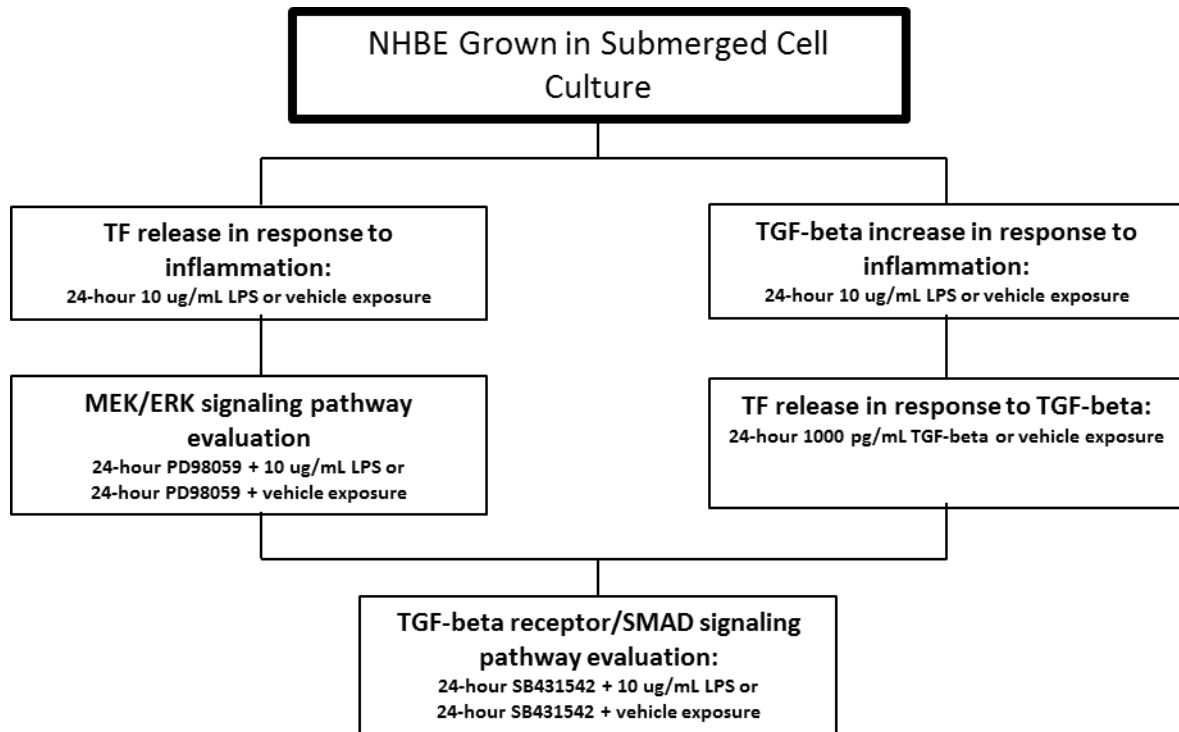 NHBE Grown in Submerged Cell
Culture
TF release in response to
inflammation:
24-hour 10 ug/mL LPS or vehicle exposure
TGF-beta increase in response to
inflammation:
24-hour 10 ug/mL LPS or vehicle exposure
MEK/ERK signaling pathway
evaluation
24-hour PD98059 + 10 ug/mL LPS or
24-hour PD98059 + vehicle exposure
TF release in response to TGF-beta:
24-hour 1000 pg/mL TGF-beta or vehicle exposure
TGF-beta receptor/SMAD signaling
pathway evaluation:
24-hour SB431542 + 10 ug/mL LPS or
24-hour SB431542 + vehicle exposure